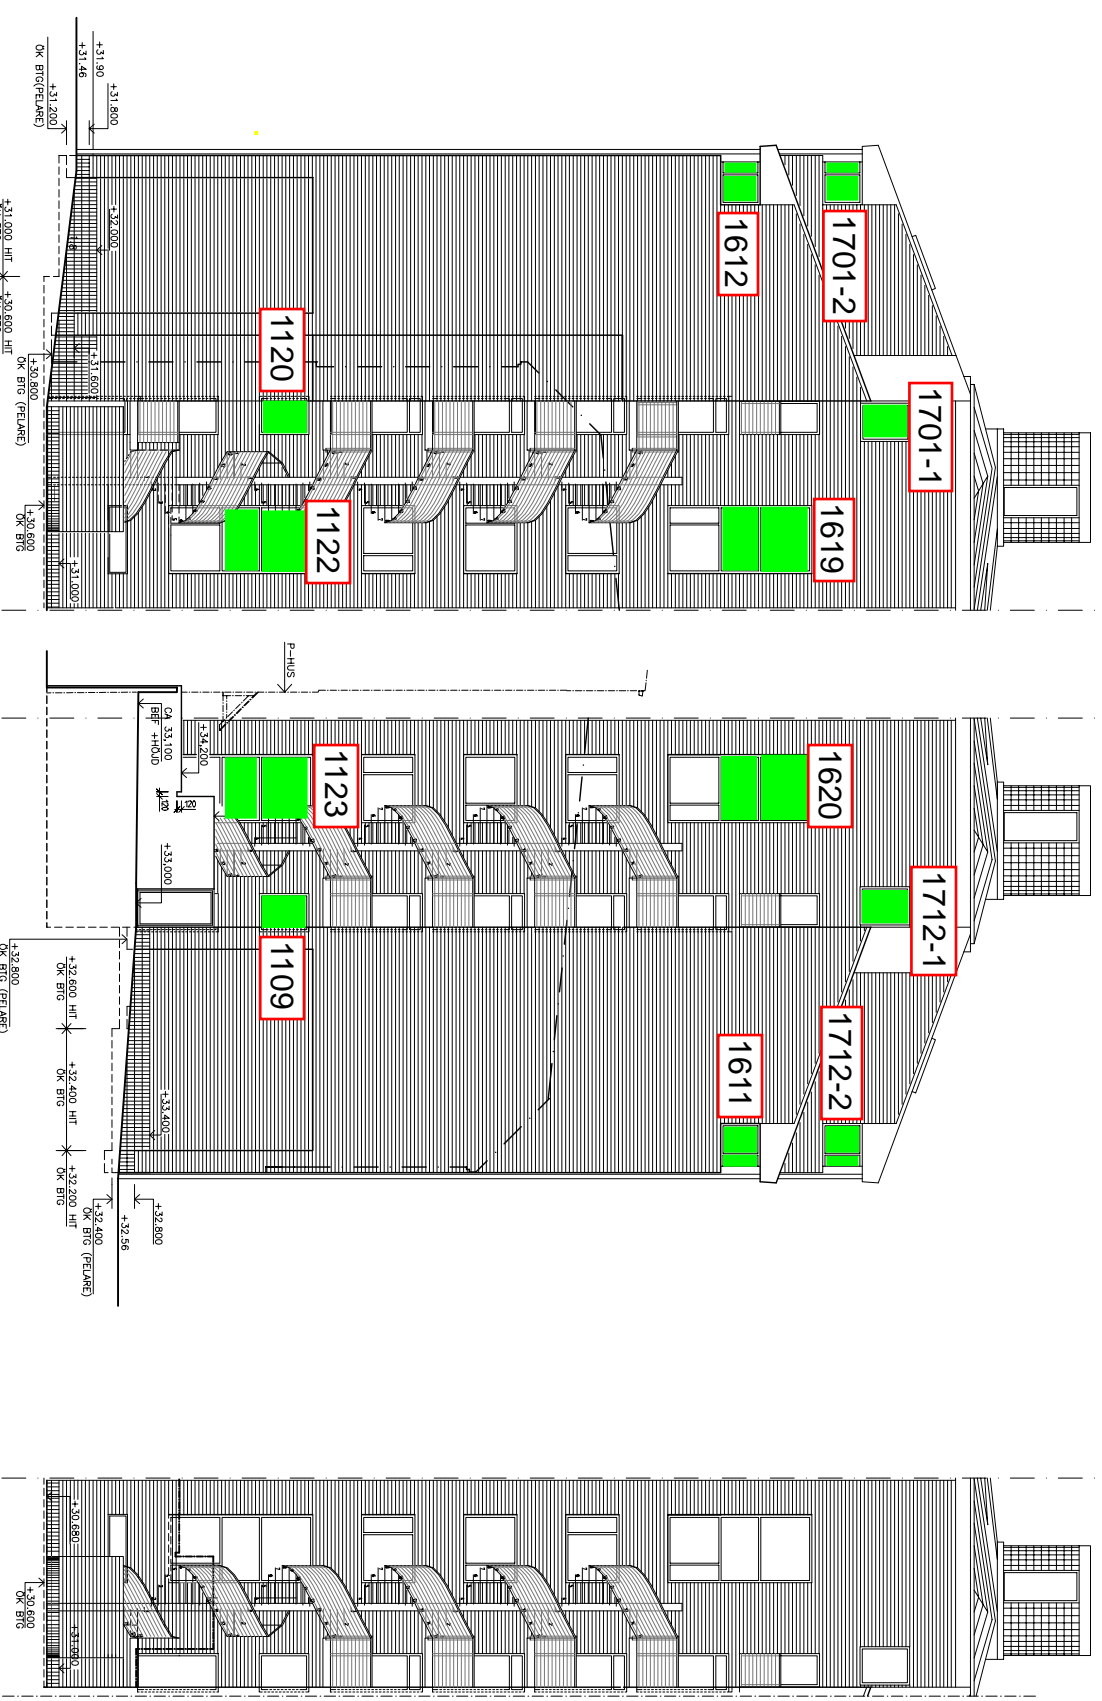 +31.800
+31.90
+31.46
+31.200
ÖK BTG(PELARE)
+32.000
1:8
+31.000 HIT
+30.600 HIT
+31.600
+30.800
ÖK BTG (PELARE)
+30.600
ÖK BTG
+31.000
1701-2
1612
1120
1701-1
1619
1122
P-HUS
CA 33,100
BEF +HÖJD
+34,200
120
120
+33,000
1620
1123
1712-1
1109
1712-2
1611
+32.800
ÖK BTG (PELARE)
+32.600 HIT
ÖK BTG
+32.400 HIT
ÖK BTG
+33.400
+32.200 HIT
ÖK BTG
+32.800
+32.56
+32.400
ÖK BTG (PELARE)
+30.680
+30.600
ÖK BTG
+31.000